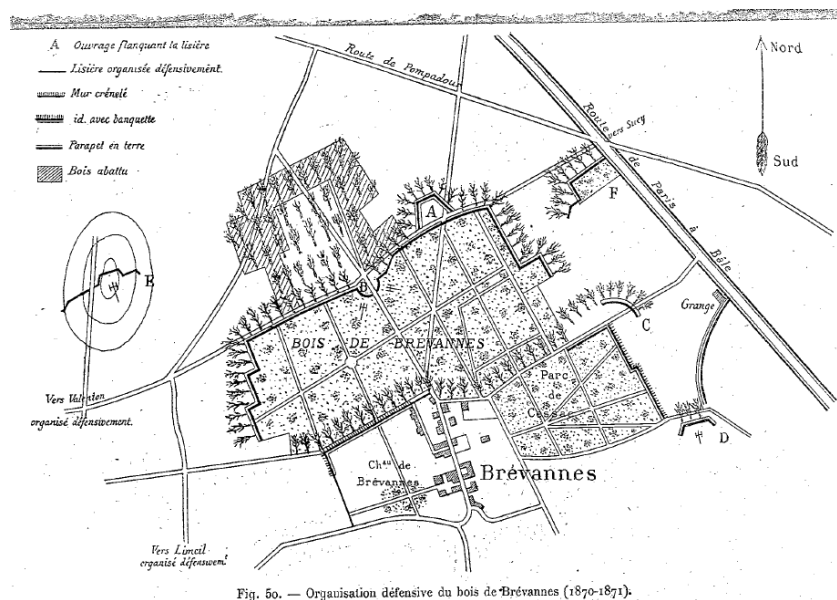 A Ouvrage flanquant la lisière
Lisière organisée défensivement.
Mur crénelé
id. avec banquette
Parapet en terre
Bois abattu
Route de Pompadour
Route de Paris à Bâle
vers Sucy
Nord
Sud
A
F
E
B
C
Grange
BOIS DE BRÉVANNES
Parc
de
Vers Valenton
organisé défensivement.
D
Chau de
Brévannes
Brévannes
Vers Limeil
organisé défensivemt
Fig. 50. — Organisation défensive du bois de Brévannes (1870-1871).